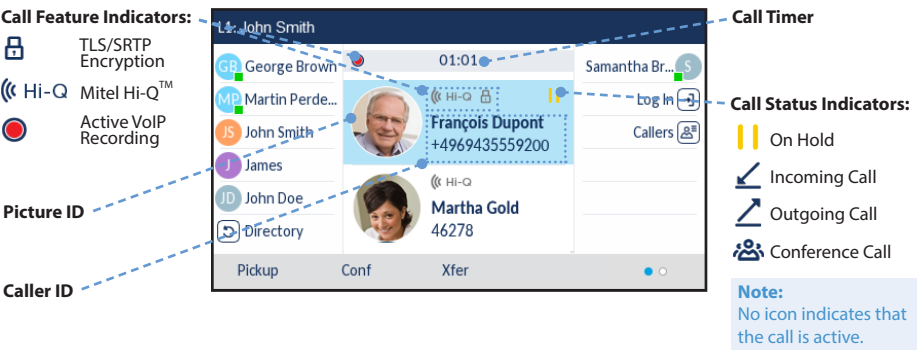 Call Feature Indicators:
TLS/SRTP
Encryption
Hi-Q Mitel Hi-Q™
Active VoIP
Recording
Picture ID
Caller ID
L1: John Smith
01:01
GB George Brown
MP Martin Perde...
JS John Smith
J James
JD John Doe
Directory
Hi-Q
François Dupont
+4969435559200
Hi-Q
Martha Gold
46278
Samantha Br... S
Log In
Callers
Pickup Conf Xfer
Call Timer
Call Status Indicators:
On Hold
Incoming Call
Outgoing Call
Conference Call
Note:
No icon indicates that
the call is active.